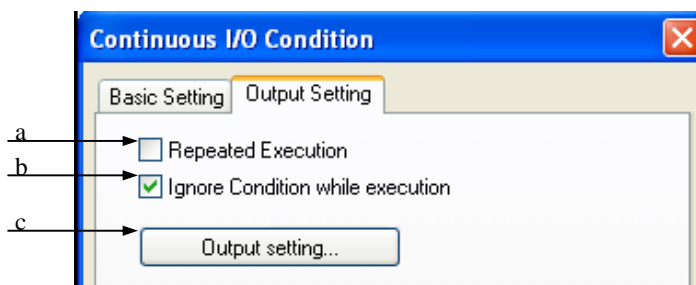 Continuous I/O Condition
Basic Setting
Output Setting
a
Repeated Execution
b
Ignore Condition while execution
c
Output setting...